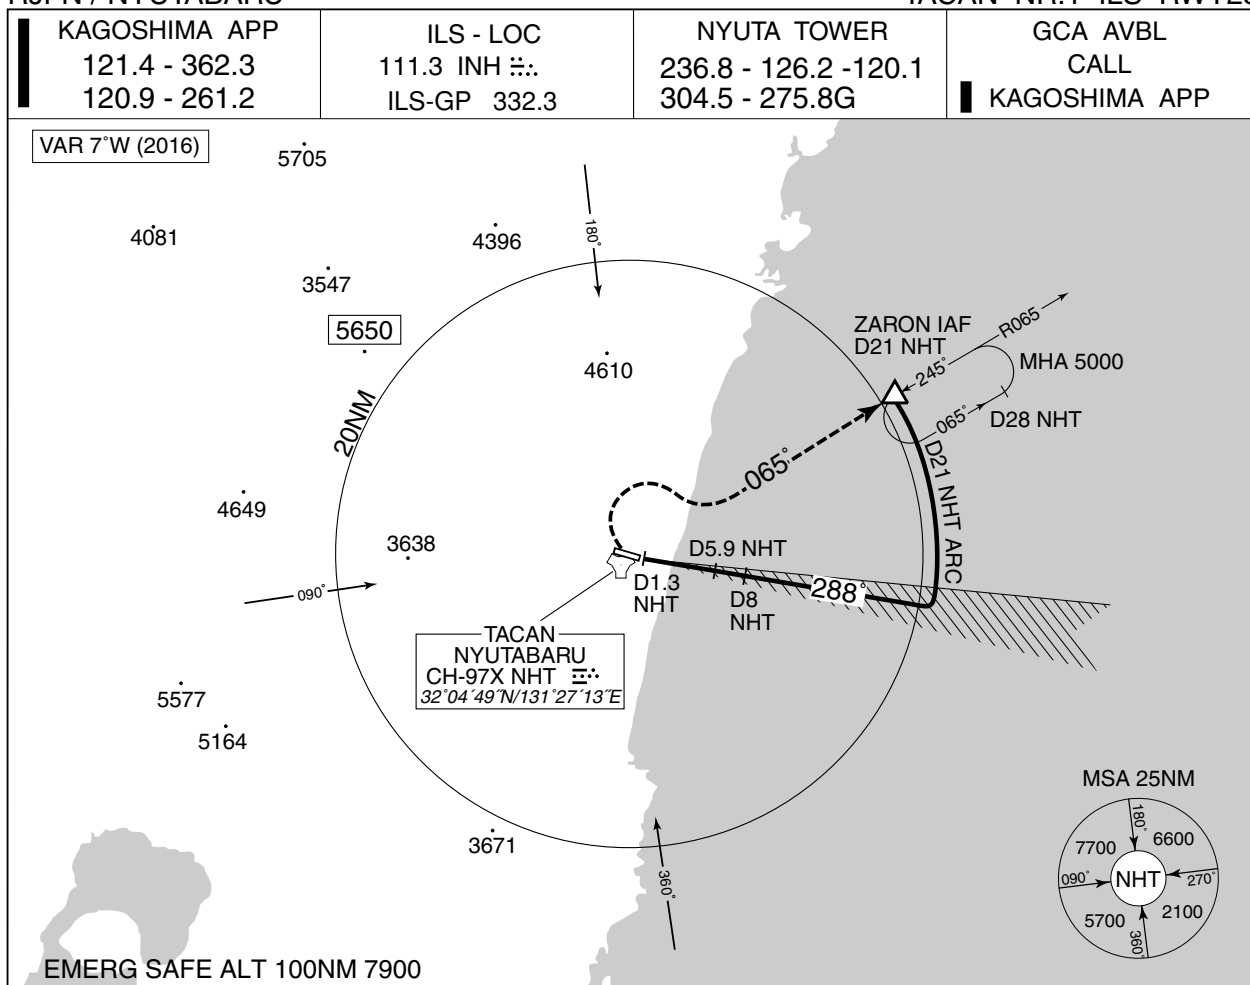 KAGOSHIMA APP
121.4 - 362.3
120.9 - 261.2
ILS - LOC
111.3 INH
ILS-GP 332.3
NYUTA TOWER
236.8 - 126.2 -120.1
304.5 - 275.8G
GCA AVBL
CALL
KAGOSHIMA APP
VAR 7°W (2016)
5705
4081
4396
3547
5650
4610
180°
20NM
ZARON IAF
D21 NHT
R065
245°
MHA 5000
065°
D28 NHT
065°
D21 NHT ARC
4649
3638
090°
D5.9 NHT
D1.3
NHT
D8
NHT
288°
TACAN
NYUTABARU
CH-97X NHT
32°04´49˝N/131°27´13˝E
5577
5164
3671
360°
MSA 25NM
180°
7700
6600
090°
NHT
270°
5700
2100
360°
EMERG SAFE ALT 100NM 7900